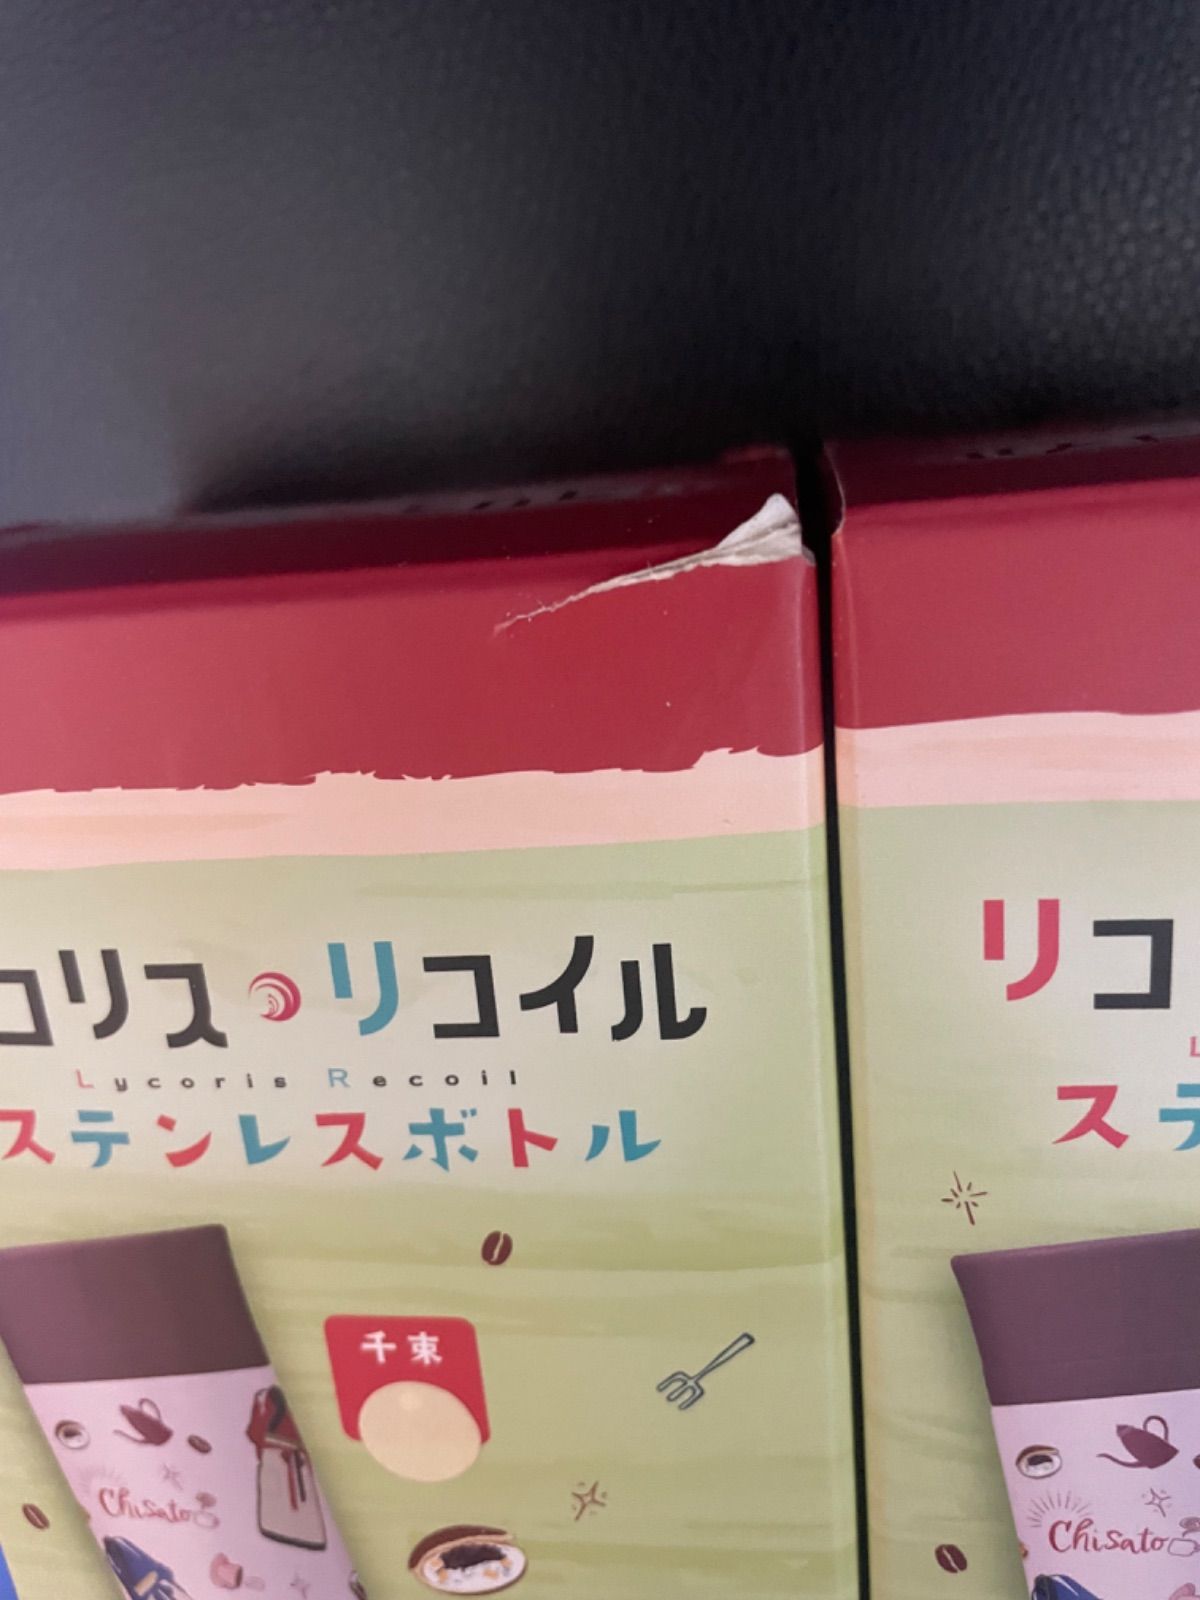 コリス・リコイル
Lycoris Recoil
ステンレスボトル
千束
Chisato
リコ
L
ステ
Chisato